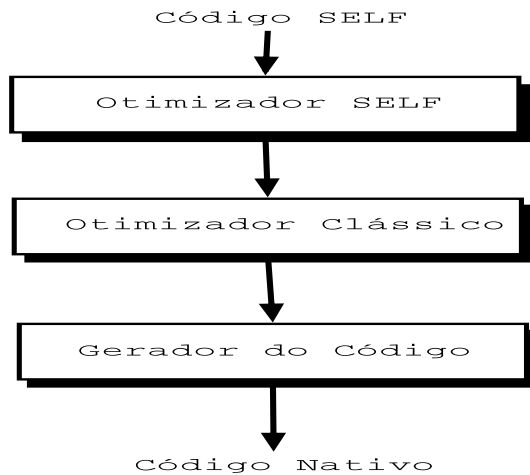 Código SELF
Otimizador SELF
Otimizador Clássico
Gerador do Código
Código Nativo